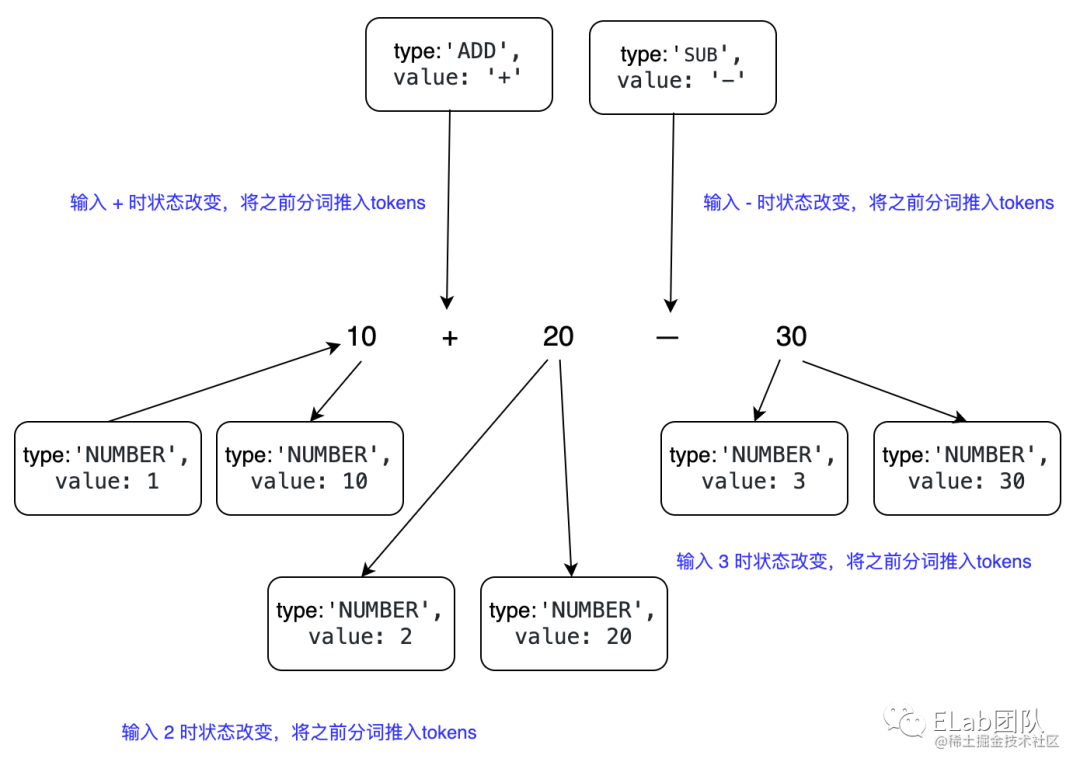 type:'ADD',
value: '+'
type:'SUB',
value: '—'
输入 + 时状态改变，将之前分词推入tokens
输入 - 时状态改变，将之前分词推入tokens
10 + 20 — 30
type:'NUMBER',
value: 1
type:'NUMBER',
value: 10
type:'NUMBER',
value: 3
type:'NUMBER',
value: 30
输入 3 时状态改变，将之前分词推入tokens
type:'NUMBER',
value: 2
type:'NUMBER',
value: 20
输入 2 时状态改变，将之前分词推入tokens
ELab团队
@稀土掘金技术社区